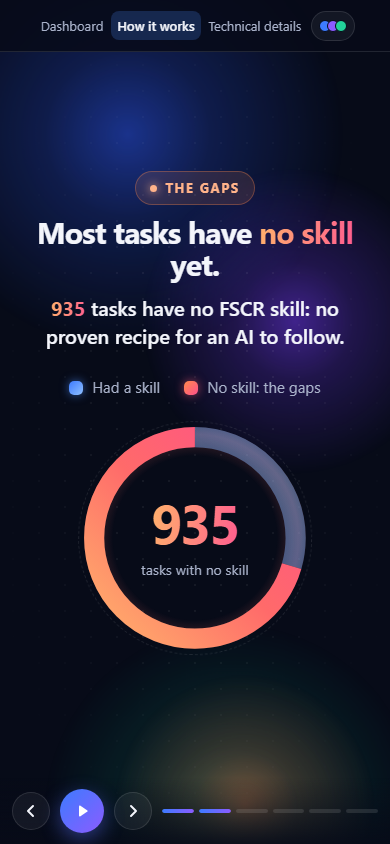 Dashboard How it works Technical details
THE GAPS
Most tasks have no skill
yet.
935 tasks have no FSCR skill: no
proven recipe for an AI to follow.
Had a skill No skill: the gaps
935
tasks with no skill